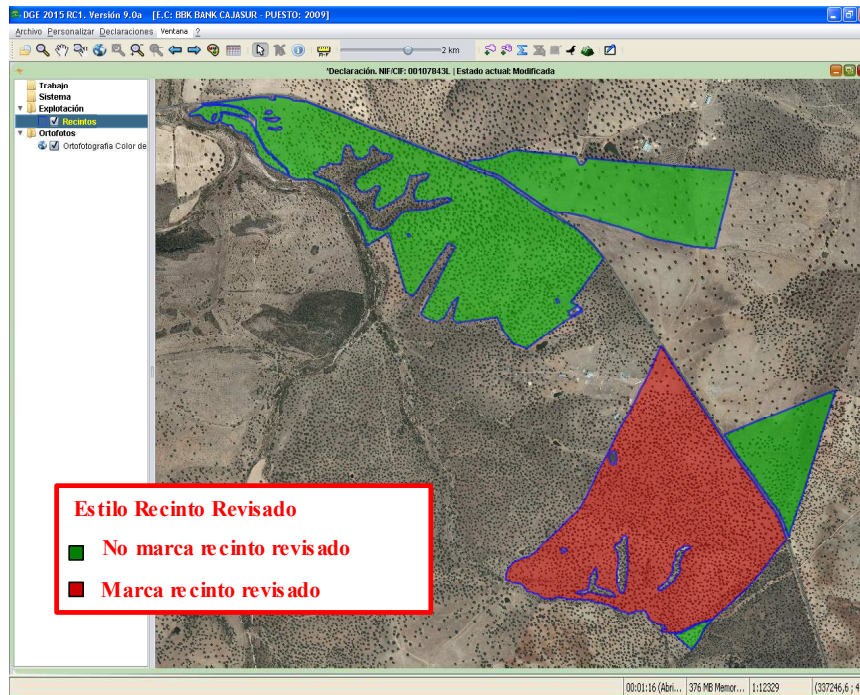 DGE 2015 RC1. Versión 9.0a [E.C: BBK BANK CAJASUR - PUESTO: 2009]
Archivo Personalizar Declaraciones Ventana ?
2 km
*Declaración. NIF/CIF: 00107843L | Estado actual: Modificada
Trabajo
Sistema
Explotación
Recintos
Ortofotos
Ortofotografia Color de
Estilo Recinto Revisado
No marca recinto revisado
Marca recinto revisado
00:01:16 (Abri... 376 MB Memor... 1:12329 (337246,6 ; 4